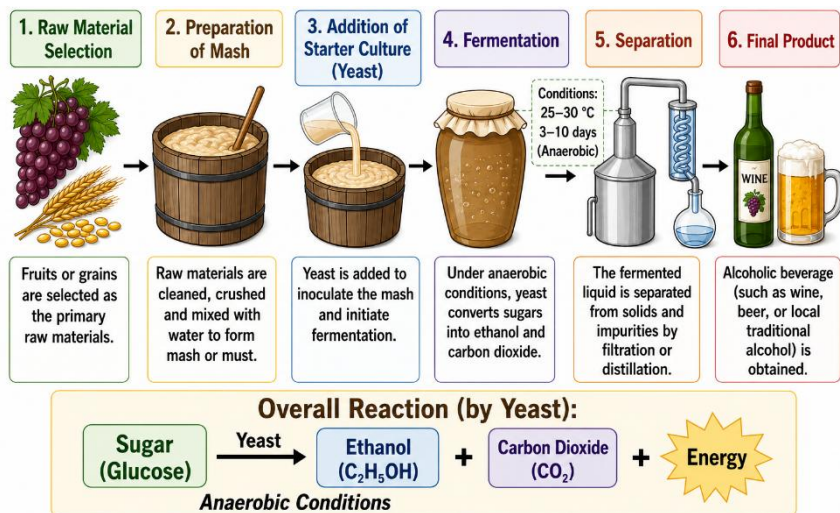 1. Raw Material
Selection
2. Preparation
of Mash
3. Addition of
Starter Culture
(Yeast)
4. Fermentation
5. Separation
6. Final Product
Conditions:
25–30 °C
3–10 days
(Anaerobic)
WINE
Fruits or grains
are selected as
the primary
raw materials.
Raw materials are
cleaned, crushed
and mixed with
water to form
mash or must.
Yeast is added to
inoculate the mash
and initiate
fermentation.
Under anaerobic
conditions, yeast
converts sugars
into ethanol and
carbon dioxide.
The fermented
liquid is separated
from solids and
impurities by
filtration or
distillation.
Alcoholic beverage
(such as wine,
beer, or local
traditional
alcohol) is
obtained.
Overall Reaction (by Yeast):
Sugar
(Glucose)
Yeast
Anaerobic Conditions
Ethanol
(C₂H₅OH)
+
Carbon Dioxide
(CO₂)
+
Energy